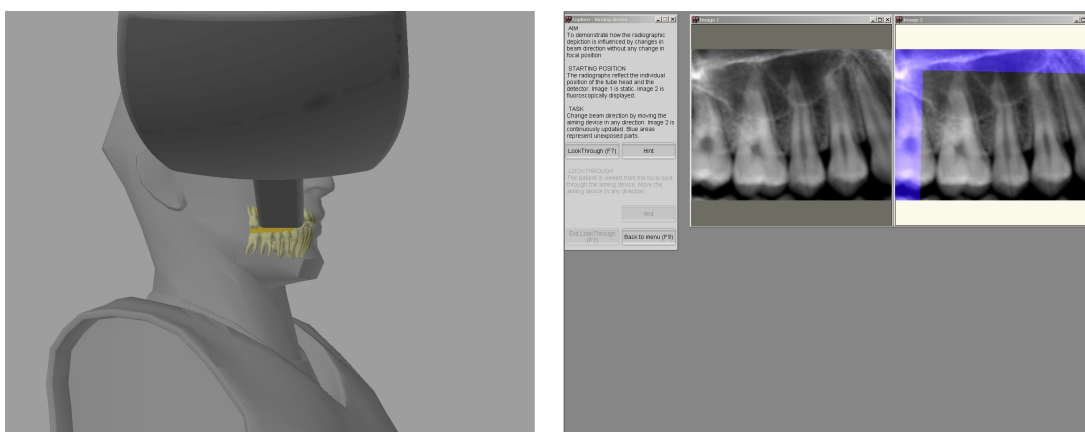 Explore - Aiming device
AIM
To demonstrate how the radiographic
depiction is influenced by changes in
beam direction without any change in
focal position
STARTING POSITION
The radiographs reflect the individual
position of the tube head and the
detector. Image 1 is static. Image 2 is
fluoroscopically displayed.
TASK
Change beam direction by moving the
aiming device in any direction. Image 2 is
continuously updated. Blue areas
represent unexposed parts.
LookThrough (F7)
Hint
LOOKTHROUGH
The patient is viewed from the focal spot
through the aiming device. Move the
aiming device in any direction.
Hint
Exit LookThrough
(F7)
Back to menu (F9)
Image 1
Image 2